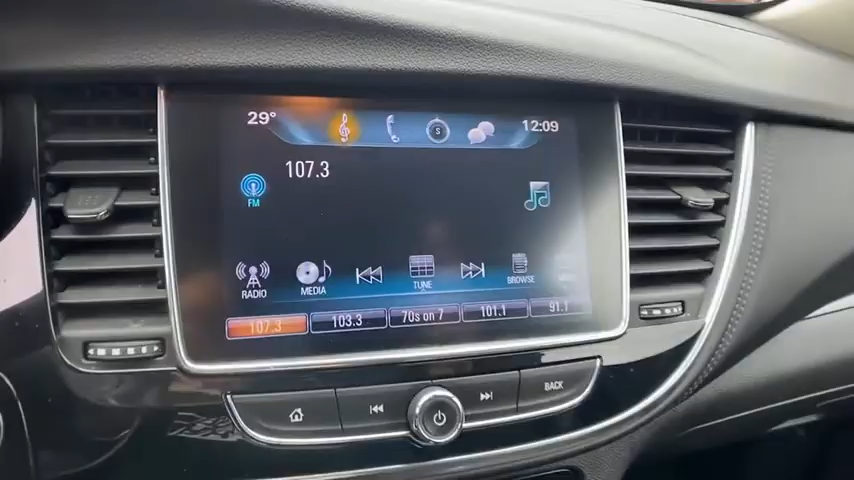 29° S 12:09
107.3
FM
RADIO MEDIA TUNE BROWSE
107.3 103.3 70s on 7 101.1 91.1
BACK